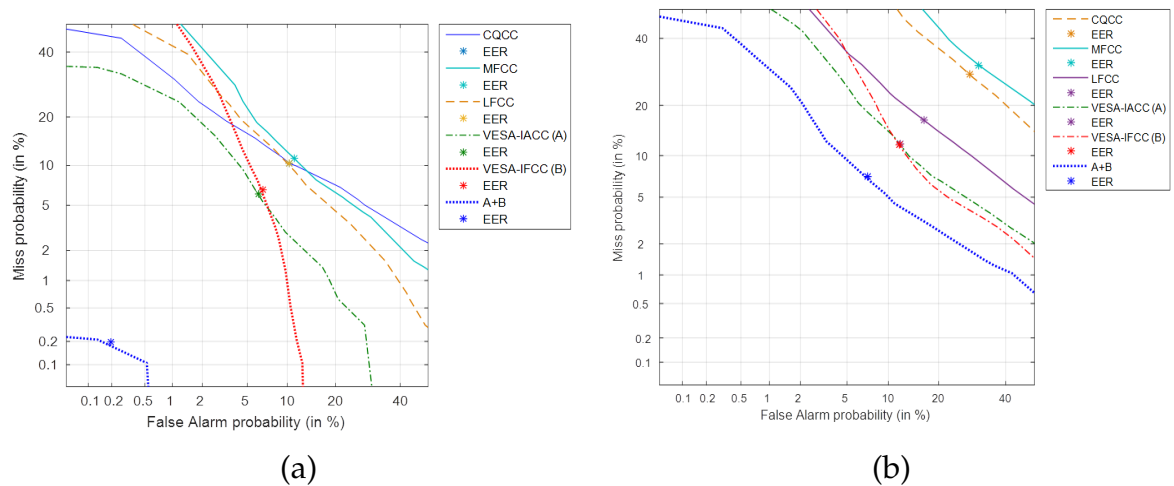 40
20
10
5
2
1
0.5
0.2
0.1
Miss probability (in %)
0.1 0.2 0.5 1 2 5 10 20 40
False Alarm probability (in %)
CQCC
EER
MFCC
EER
LFCC
EER
VESA-IACC (A)
EER
VESA-IFCC (B)
EER
A+B
EER
(a)
40
20
10
5
2
1
0.5
0.2
0.1
Miss probability (in %)
0.1 0.2 0.5 1 2 5 10 20 40
False Alarm probability (in %)
CQCC
EER
MFCC
EER
LFCC
EER
VESA-IACC (A)
EER
VESA-IFCC (B)
EER
A+B
EER
(b)